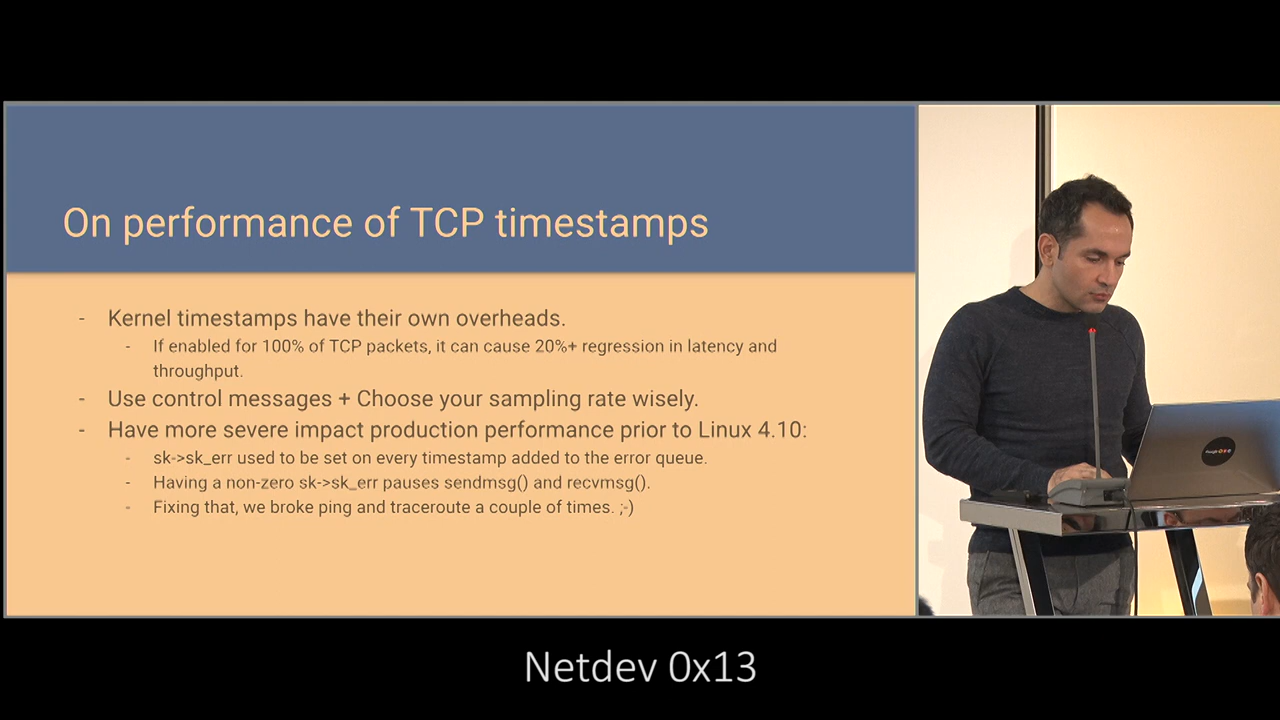 On performance of TCP timestamps
- Kernel timestamps have their own overheads.
- If enabled for 100% of TCP packets, it can cause 20%+ regression in latency and
throughput.
- Use control messages + Choose your sampling rate wisely.
- Have more severe impact production performance prior to Linux 4.10:
- sk->sk_err used to be set on every timestamp added to the error queue.
- Having a non-zero sk->sk_err pauses sendmsg() and recvmsg().
- Fixing that, we broke ping and traceroute a couple of times. ;-)
Netdev 0x13